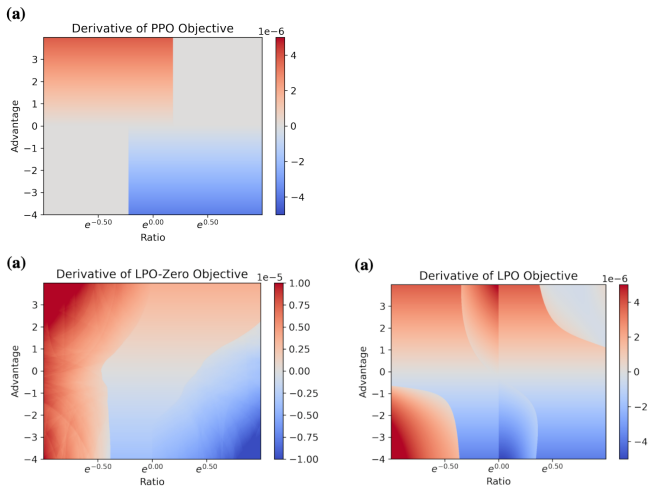 (a)
Derivative of PPO Objective
1e−6
3
2
1
0
−1
−2
−3
−4
Advantage
e^−0.50 e^0.00 e^0.50
Ratio
4
2
0
−2
−4
(a)
Derivative of LPO-Zero Objective
1e−5
3
2
1
0
−1
−2
−3
−4
Advantage
e^−0.50 e^0.00 e^0.50
Ratio
1.00
0.75
0.50
0.25
0.00
−0.25
−0.50
−0.75
−1.00
(a)
Derivative of LPO Objective
1e−6
3
2
1
0
−1
−2
−3
−4
Advantage
e^−0.50 e^0.00 e^0.50
Ratio
4
2
0
−2
−4